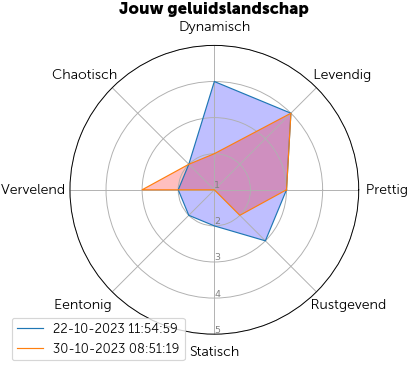 Jouw geluidslandschap
Dynamisch
Chaotisch
Levendig
Vervelend
Prettig
1
2
3
4
5
Eentonig
Rustgevend
Statisch
22-10-2023 11:54:59
30-10-2023 08:51:19